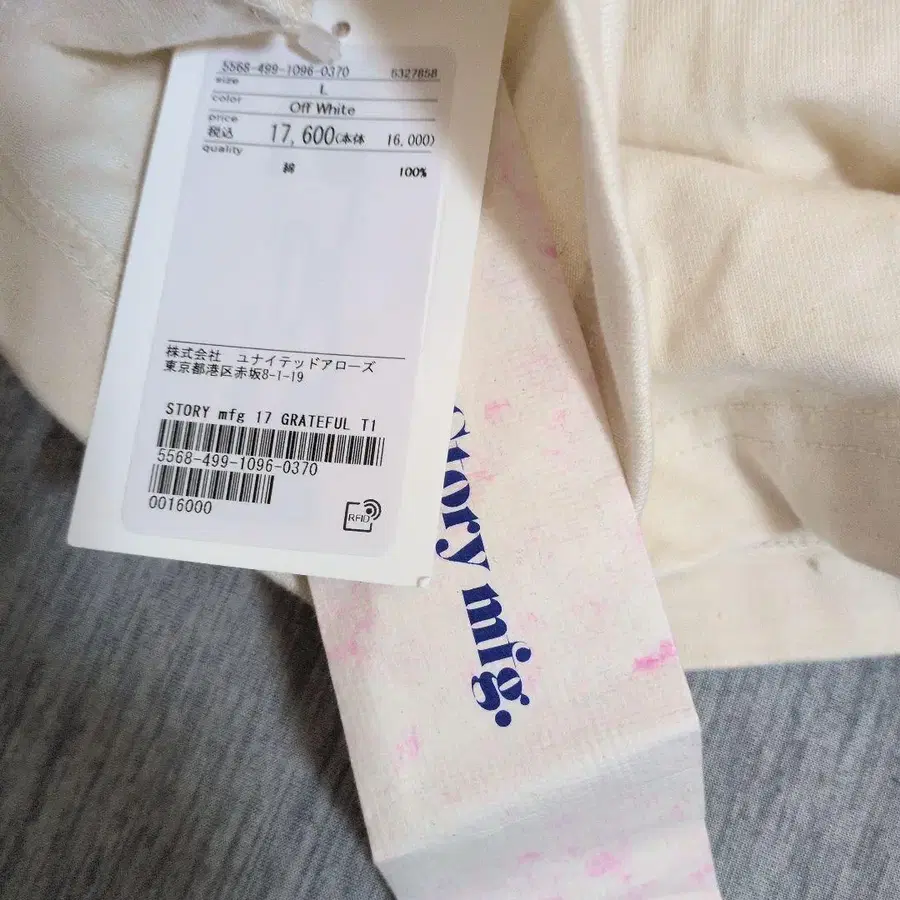 5568-499-1096-0370 5327858
size L
color Off White
price
税込 17,600(本体 16,000)
quality
綿 100%
株式会社 ユナイテッドアローズ
東京都港区赤坂8-1-19
STORY mfg 17 GRATEFUL T1
5568-499-1096-0370
0016000
RFID
Story mfg.